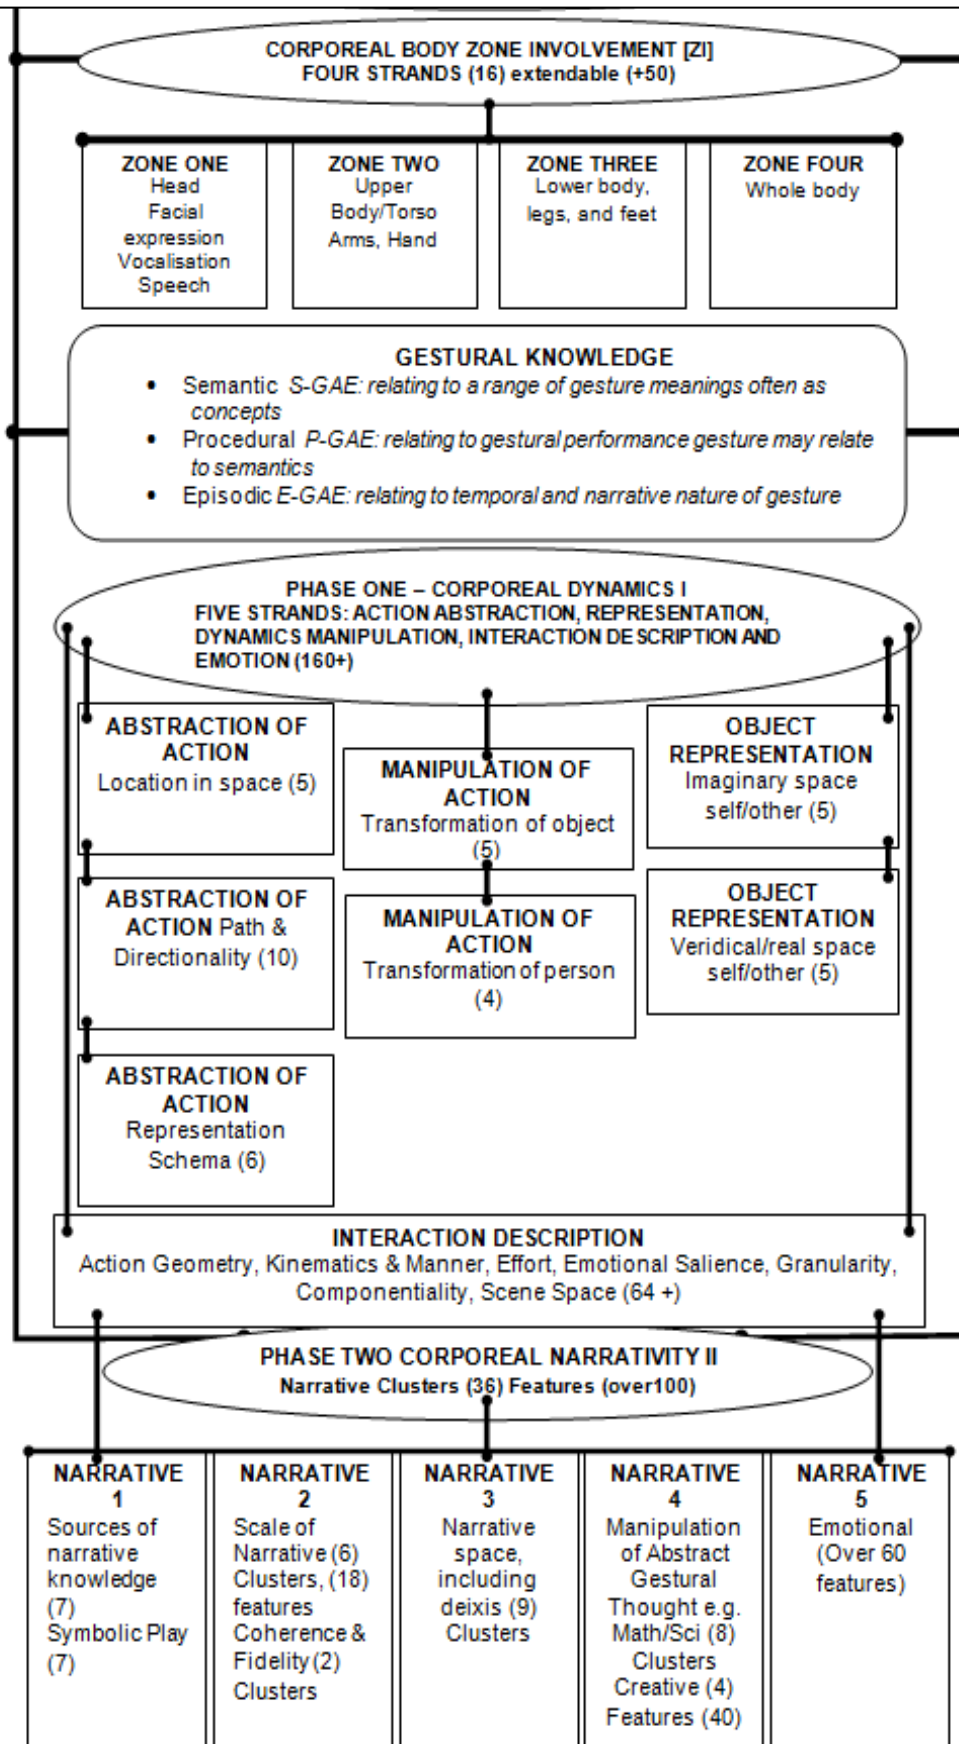 CORPOREAL BODY ZONE INVOLVEMENT [ZI]
FOUR STRANDS (16) extendable (+50)
ZONE ONE
Head
Facial
expression
Vocalisation
Speech
ZONE TWO
Upper
Body/Torso
Arms, Hand
ZONE THREE
Lower body,
legs, and feet
ZONE FOUR
Whole body
GESTURAL KNOWLEDGE
• Semantic S-GAE: relating to a range of gesture meanings often as
concepts
• Procedural P-GAE: relating to gestural performance gesture may relate
to semantics
• Episodic E-GAE: relating to temporal and narrative nature of gesture
PHASE ONE – CORPOREAL DYNAMICS I
FIVE STRANDS: ACTION ABSTRACTION, REPRESENTATION,
DYNAMICS MANIPULATION, INTERACTION DESCRIPTION AND
EMOTION (160+)
ABSTRACTION OF
ACTION
Location in space (5)
ABSTRACTION OF
ACTION Path &
Directionality (10)
ABSTRACTION OF
ACTION
Representation
Schema (6)
MANIPULATION OF
ACTION
Transformation of object
(5)
MANIPULATION OF
ACTION
Transformation of person
(4)
OBJECT
REPRESENTATION
Imaginary space
self/other (5)
OBJECT
REPRESENTATION
Veridical/real space
self/other (5)
INTERACTION DESCRIPTION
Action Geometry, Kinematics & Manner, Effort, Emotional Salience, Granularity,
Componentiality, Scene Space (64 +)
PHASE TWO CORPOREAL NARRATIVITY II
Narrative Clusters (36) Features (over100)
NARRATIVE
1
Sources of
narrative
knowledge
(7)
Symbolic Play
(7)
NARRATIVE
2
Scale of
Narrative (6)
Clusters, (18)
features
Coherence &
Fidelity (2)
Clusters
NARRATIVE
3
Narrative
space,
including
deixis (9)
Clusters
NARRATIVE
4
Manipulation
of Abstract
Gestural
Thought e.g.
Math/Sci (8)
Clusters
Creative (4)
Features (40)
NARRATIVE
5
Emotional
(Over 60
features)